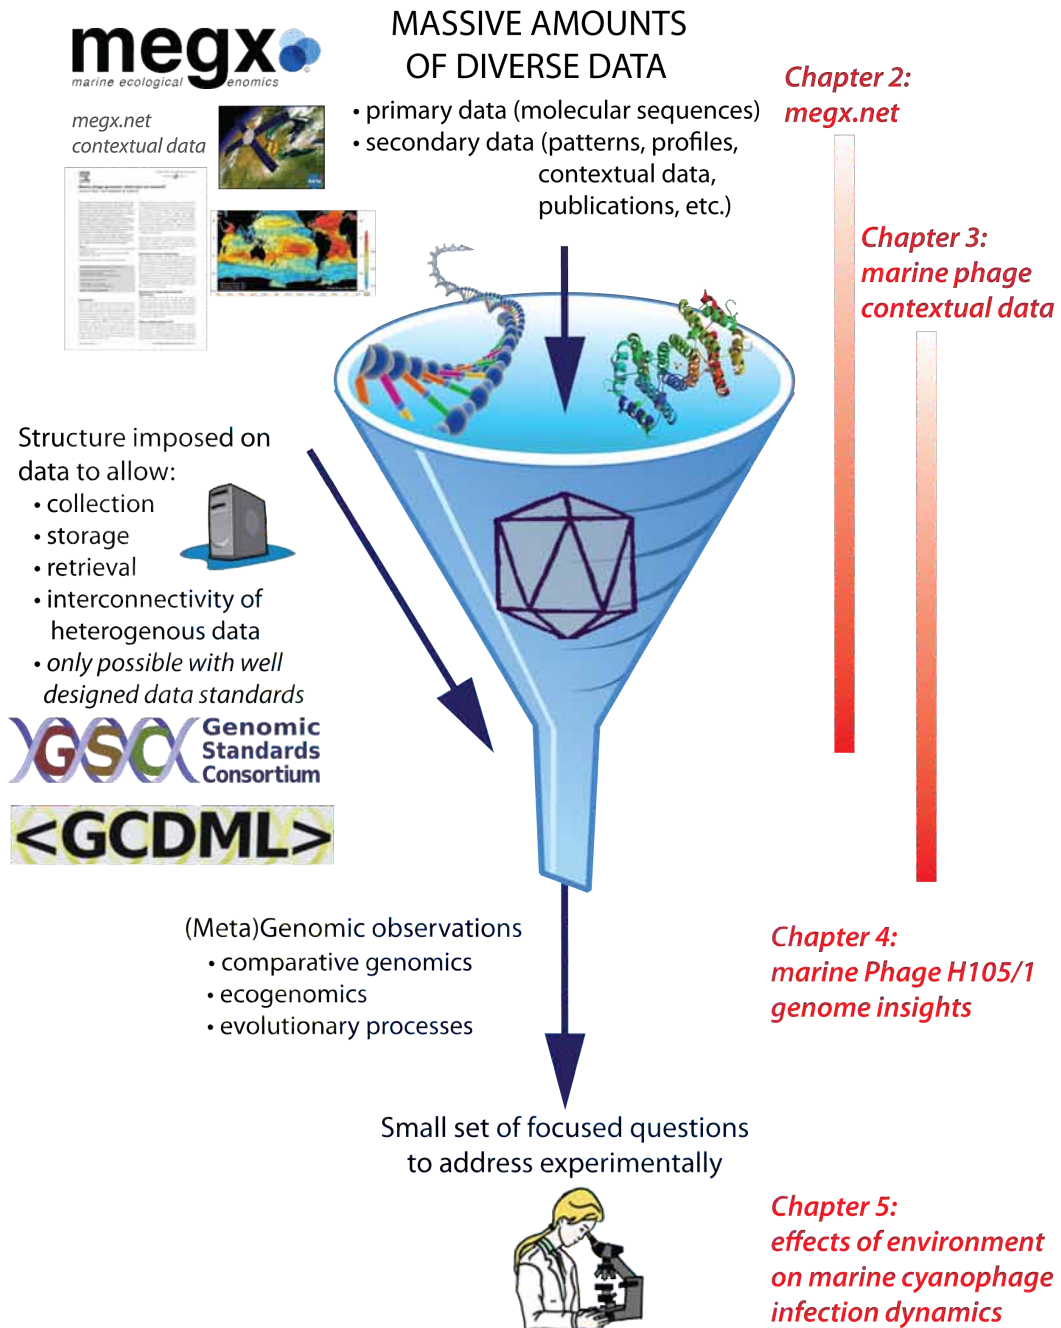 megx
marine ecological genomics
megx.net
contextual data
MASSIVE AMOUNTS
OF DIVERSE DATA
• primary data (molecular sequences)
• secondary data (patterns, profiles,
contextual data,
publications, etc.)
Chapter 2:
megx.net
Chapter 3:
marine phage
contextual data
Structure imposed on
data to allow:
• collection
• storage
• retrieval
• interconnectivity of
heterogenous data
• only possible with well
designed data standards
GSC Genomic
Standards
Consortium
<GCDML>
(Meta)Genomic observations
• comparative genomics
• ecogenomics
• evolutionary processes
Chapter 4:
marine Phage H105/1
genome insights
Small set of focused questions
to address experimentally
Chapter 5:
effects of environment
on marine cyanophage
infection dynamics